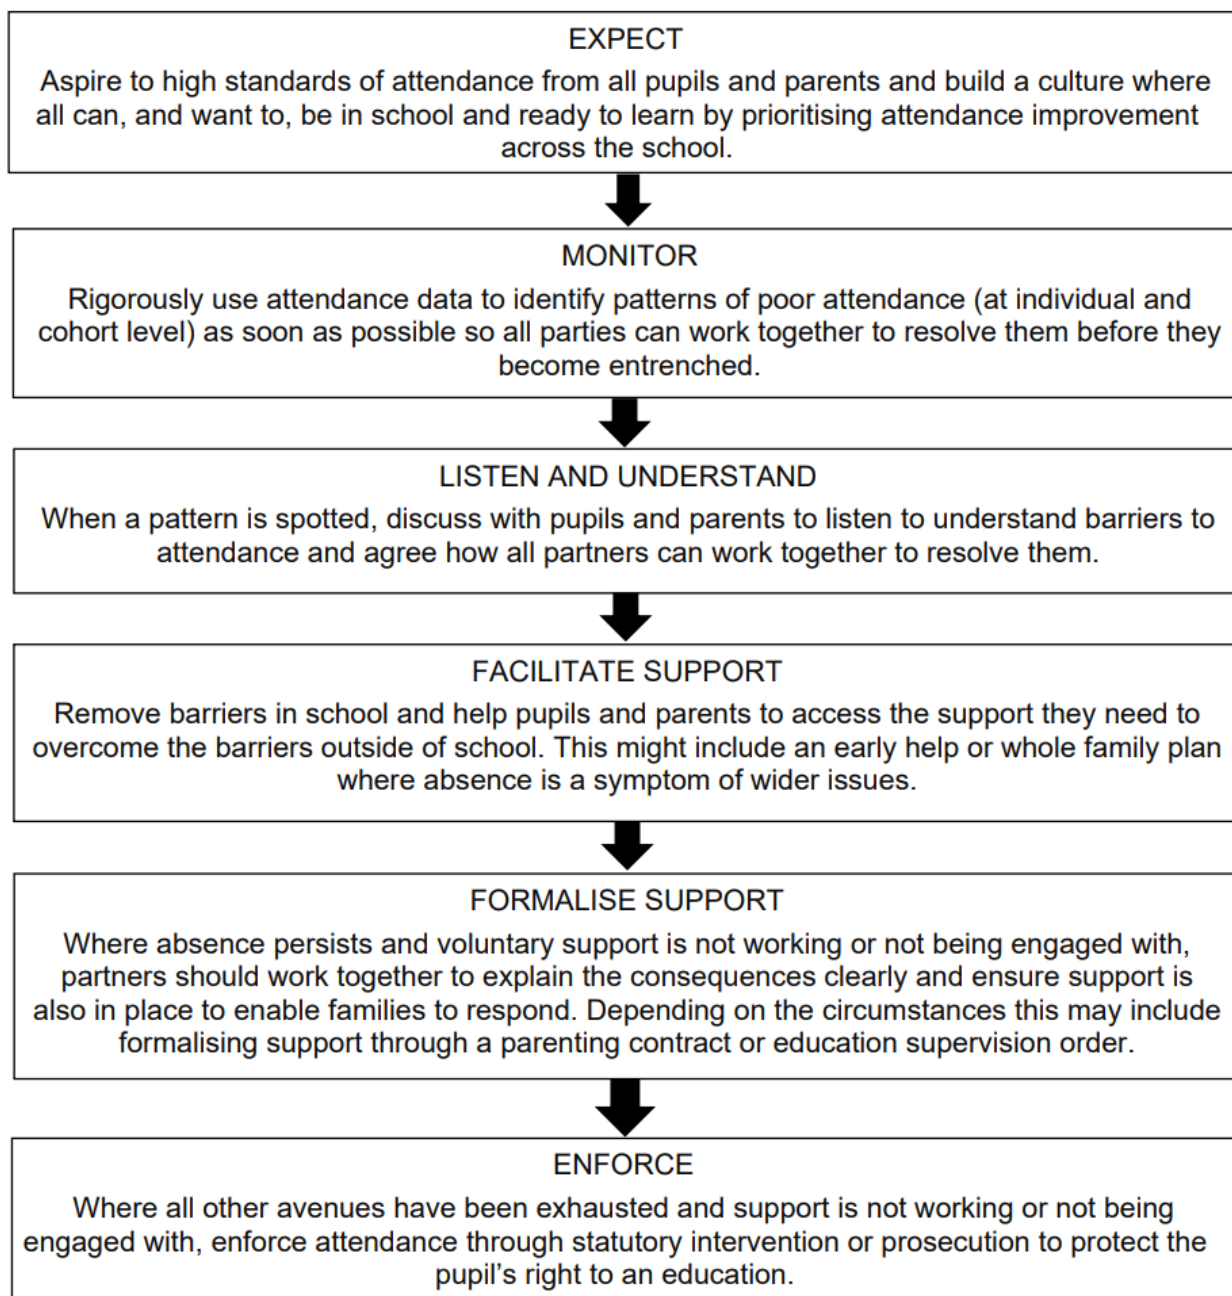 EXPECT
Aspire to high standards of attendance from all pupils and parents and build a culture where
all can, and want to, be in school and ready to learn by prioritising attendance improvement
across the school.
MONITOR
Rigorously use attendance data to identify patterns of poor attendance (at individual and
cohort level) as soon as possible so all parties can work together to resolve them before they
become entrenched.
LISTEN AND UNDERSTAND
When a pattern is spotted, discuss with pupils and parents to listen to understand barriers to
attendance and agree how all partners can work together to resolve them.
FACILITATE SUPPORT
Remove barriers in school and help pupils and parents to access the support they need to
overcome the barriers outside of school. This might include an early help or whole family plan
where absence is a symptom of wider issues.
FORMALISE SUPPORT
Where absence persists and voluntary support is not working or not being engaged with,
partners should work together to explain the consequences clearly and ensure support is
also in place to enable families to respond. Depending on the circumstances this may include
formalising support through a parenting contract or education supervision order.
ENFORCE
Where all other avenues have been exhausted and support is not working or not being
engaged with, enforce attendance through statutory intervention or prosecution to protect the
pupil’s right to an education.